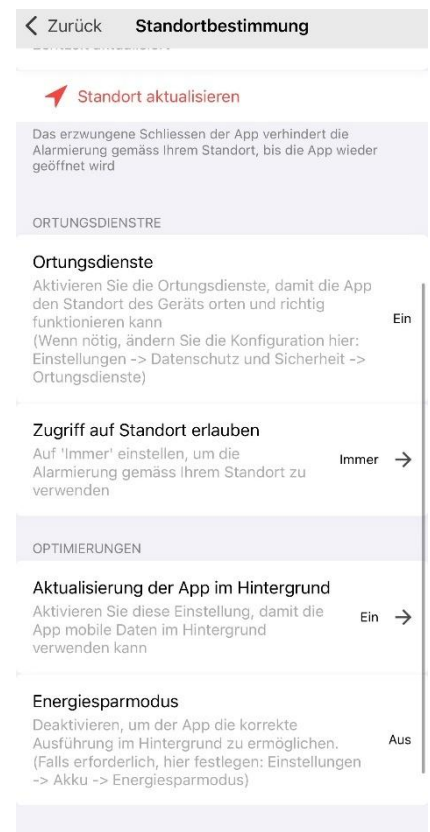 Zurück Standortbestimmung
Standort aktualisieren
Das erzwungene Schliessen der App verhindert die
Alarmierung gemäss Ihrem Standort, bis die App wieder
geöffnet wird
ORTUNGSDIENSTRE
Ortungsdienste
Aktivieren Sie die Ortungsdienste, damit die App
den Standort des Geräts orten und richtig
funktionieren kann
Ein
(Wenn nötig, ändern Sie die Konfiguration hier:
Einstellungen -> Datenschutz und Sicherheit ->
Ortungsdienste)
Zugriff auf Standort erlauben
Auf 'Immer' einstellen, um die
Alarmierung gemäss Ihrem Standort zu
verwenden
Immer →
OPTIMIERUNGEN
Aktualisierung der App im Hintergrund
Aktivieren Sie diese Einstellung, damit die
App mobile Daten im Hintergrund
verwenden kann
Ein →
Energiesparmodus
Deaktivieren, um der App die korrekte
Ausführung im Hintergrund zu ermöglichen.
(Falls erforderlich, hier festlegen: Einstellungen
-> Akku -> Energiesparmodus)
Aus